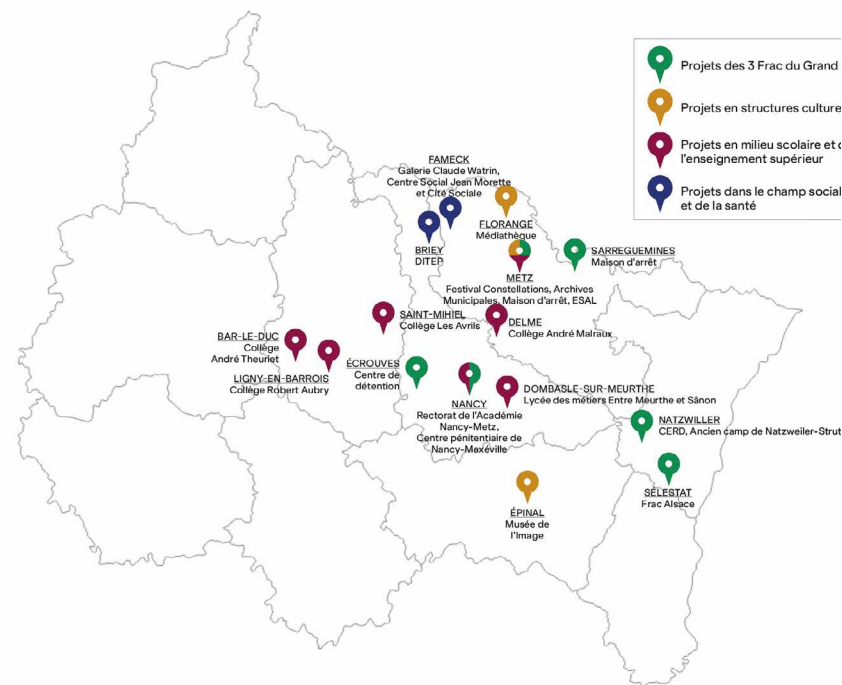 Projets des 3 Frac du Grand
Projets en structures culture
Projets en milieu scolaire et d
l'enseignement supérieur
Projets dans le champ social
et de la santé
FAMECK
Galerie Claude Watrin,
Centre Social Jean Morette
et Cité Sociale
BRIEY
DITEP
FLORANGE
Médiathèque
SARREGUEMINES
Maison d'arrêt
METZ
Festival Constellations, Archives
Municipales, Maison d'arrêt, ESAL
SAINT-MIHIEL
Collège Les Avrils
DELME
Collège André Malraux
BAR-LE-DUC
Collège
André Theuriet
LIGNY-EN-BARROIS
Collège Robert Aubry
ÉCROUVES
Centre de
détention
NANCY
Rectorat de l'Académie
Nancy-Metz,
Centre pénitentiaire de
Nancy-Maxéville
DOMBASLE-SUR-MEURTHE
Lycée des métiers Entre Meurthe et Sânon
NATZWILLER
CERD, Ancien camp de Natzweiler-Strut
SÉLESTAT
Frac Alsace
ÉPINAL
Musée de
l'Image